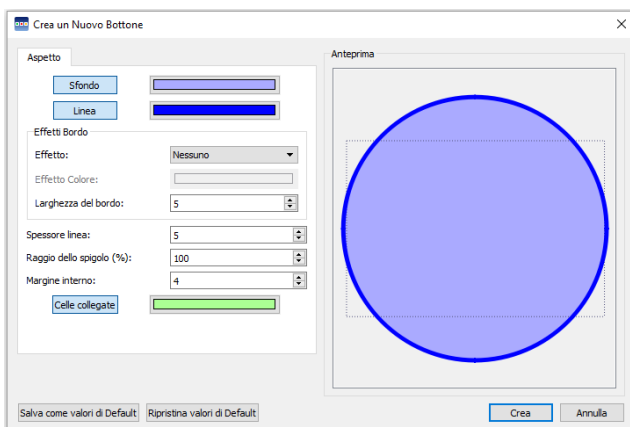 Crea un Nuovo Bottone
Aspetto
Sfondo
Linea
Effetti Bordo
Effetto: Nessuno
Effetto Colore:
Larghezza del bordo: 5
Spessore linea: 5
Raggio dello spigolo (%): 100
Margine interno: 4
Celle collegate
Anteprima
Salva come valori di Default Ripristina valori di Default Crea Annulla